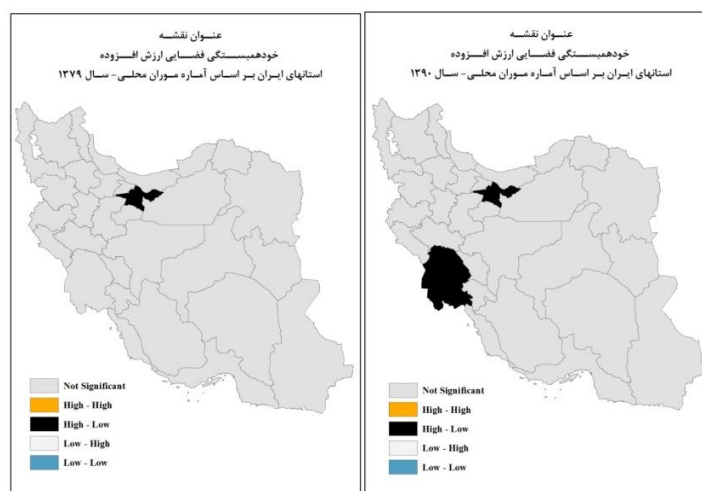 عنوان نقشه
خودهمبستگی فضایی ارزش افزوده
استانهای ایران بر اساس آماره موران محلی- سال ۱۳۷۹
Not Significant
High - High
High - Low
Low - High
Low - Low
عنوان نقشه
خودهمبستگی فضایی ارزش افزوده
استانهای ایران بر اساس آماره موران محلی- سال ۱۳۹۰
Not Significant
High - High
High - Low
Low - High
Low - Low